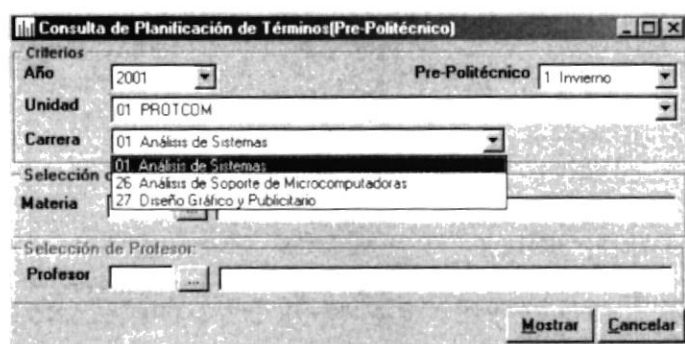 Consulta de Planificación de Términos(Pre-Politécnico)
Criterios
Año 2001 Pre-Politécnico 1 Invierno
Unidad 01 PROTCOM
Carrera 01 Análisis de Sistemas
01 Análisis de Sistemas
Selección
26 Análisis de Soporte de Microcomputadoras
Materia ...
27 Diseño Gráfico y Publicitario
Selección de Profesor:
Profesor ...
Mostrar Cancelar